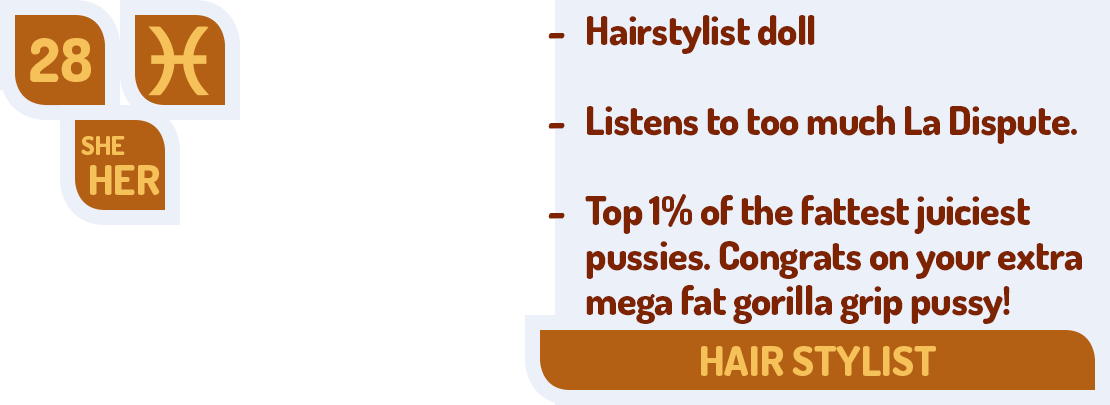 28 ♓
SHE
HER
- Hairstylist doll
- Listens to too much La Dispute.
- Top 1% of the fattest juiciest
pussies. Congrats on your extra
mega fat gorilla grip pussy!
HAIR STYLIST